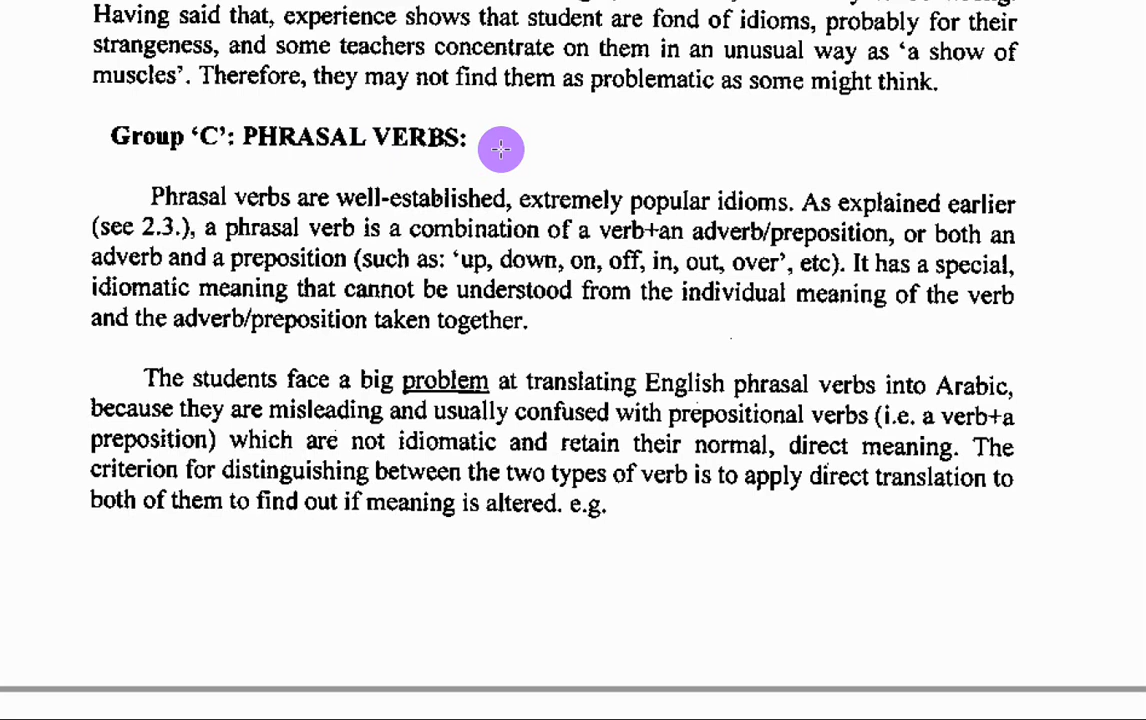 Having said that, experience shows that student are fond of idioms, probably for their
strangeness, and some teachers concentrate on them in an unusual way as ‘a show of
muscles’. Therefore, they may not find them as problematic as some might think.
Group ‘C’: PHRASAL VERBS:
Phrasal verbs are well-established, extremely popular idioms. As explained earlier
(see 2.3.), a phrasal verb is a combination of a verb+an adverb/preposition, or both an
adverb and a preposition (such as: ‘up, down, on, off, in, out, over’, etc). It has a special,
idiomatic meaning that cannot be understood from the individual meaning of the verb
and the adverb/preposition taken together.
The students face a big problem at translating English phrasal verbs into Arabic,
because they are misleading and usually confused with prepositional verbs (i.e. a verb+a
preposition) which are not idiomatic and retain their normal, direct meaning. The
criterion for distinguishing between the two types of verb is to apply direct translation to
both of them to find out if meaning is altered. e.g.